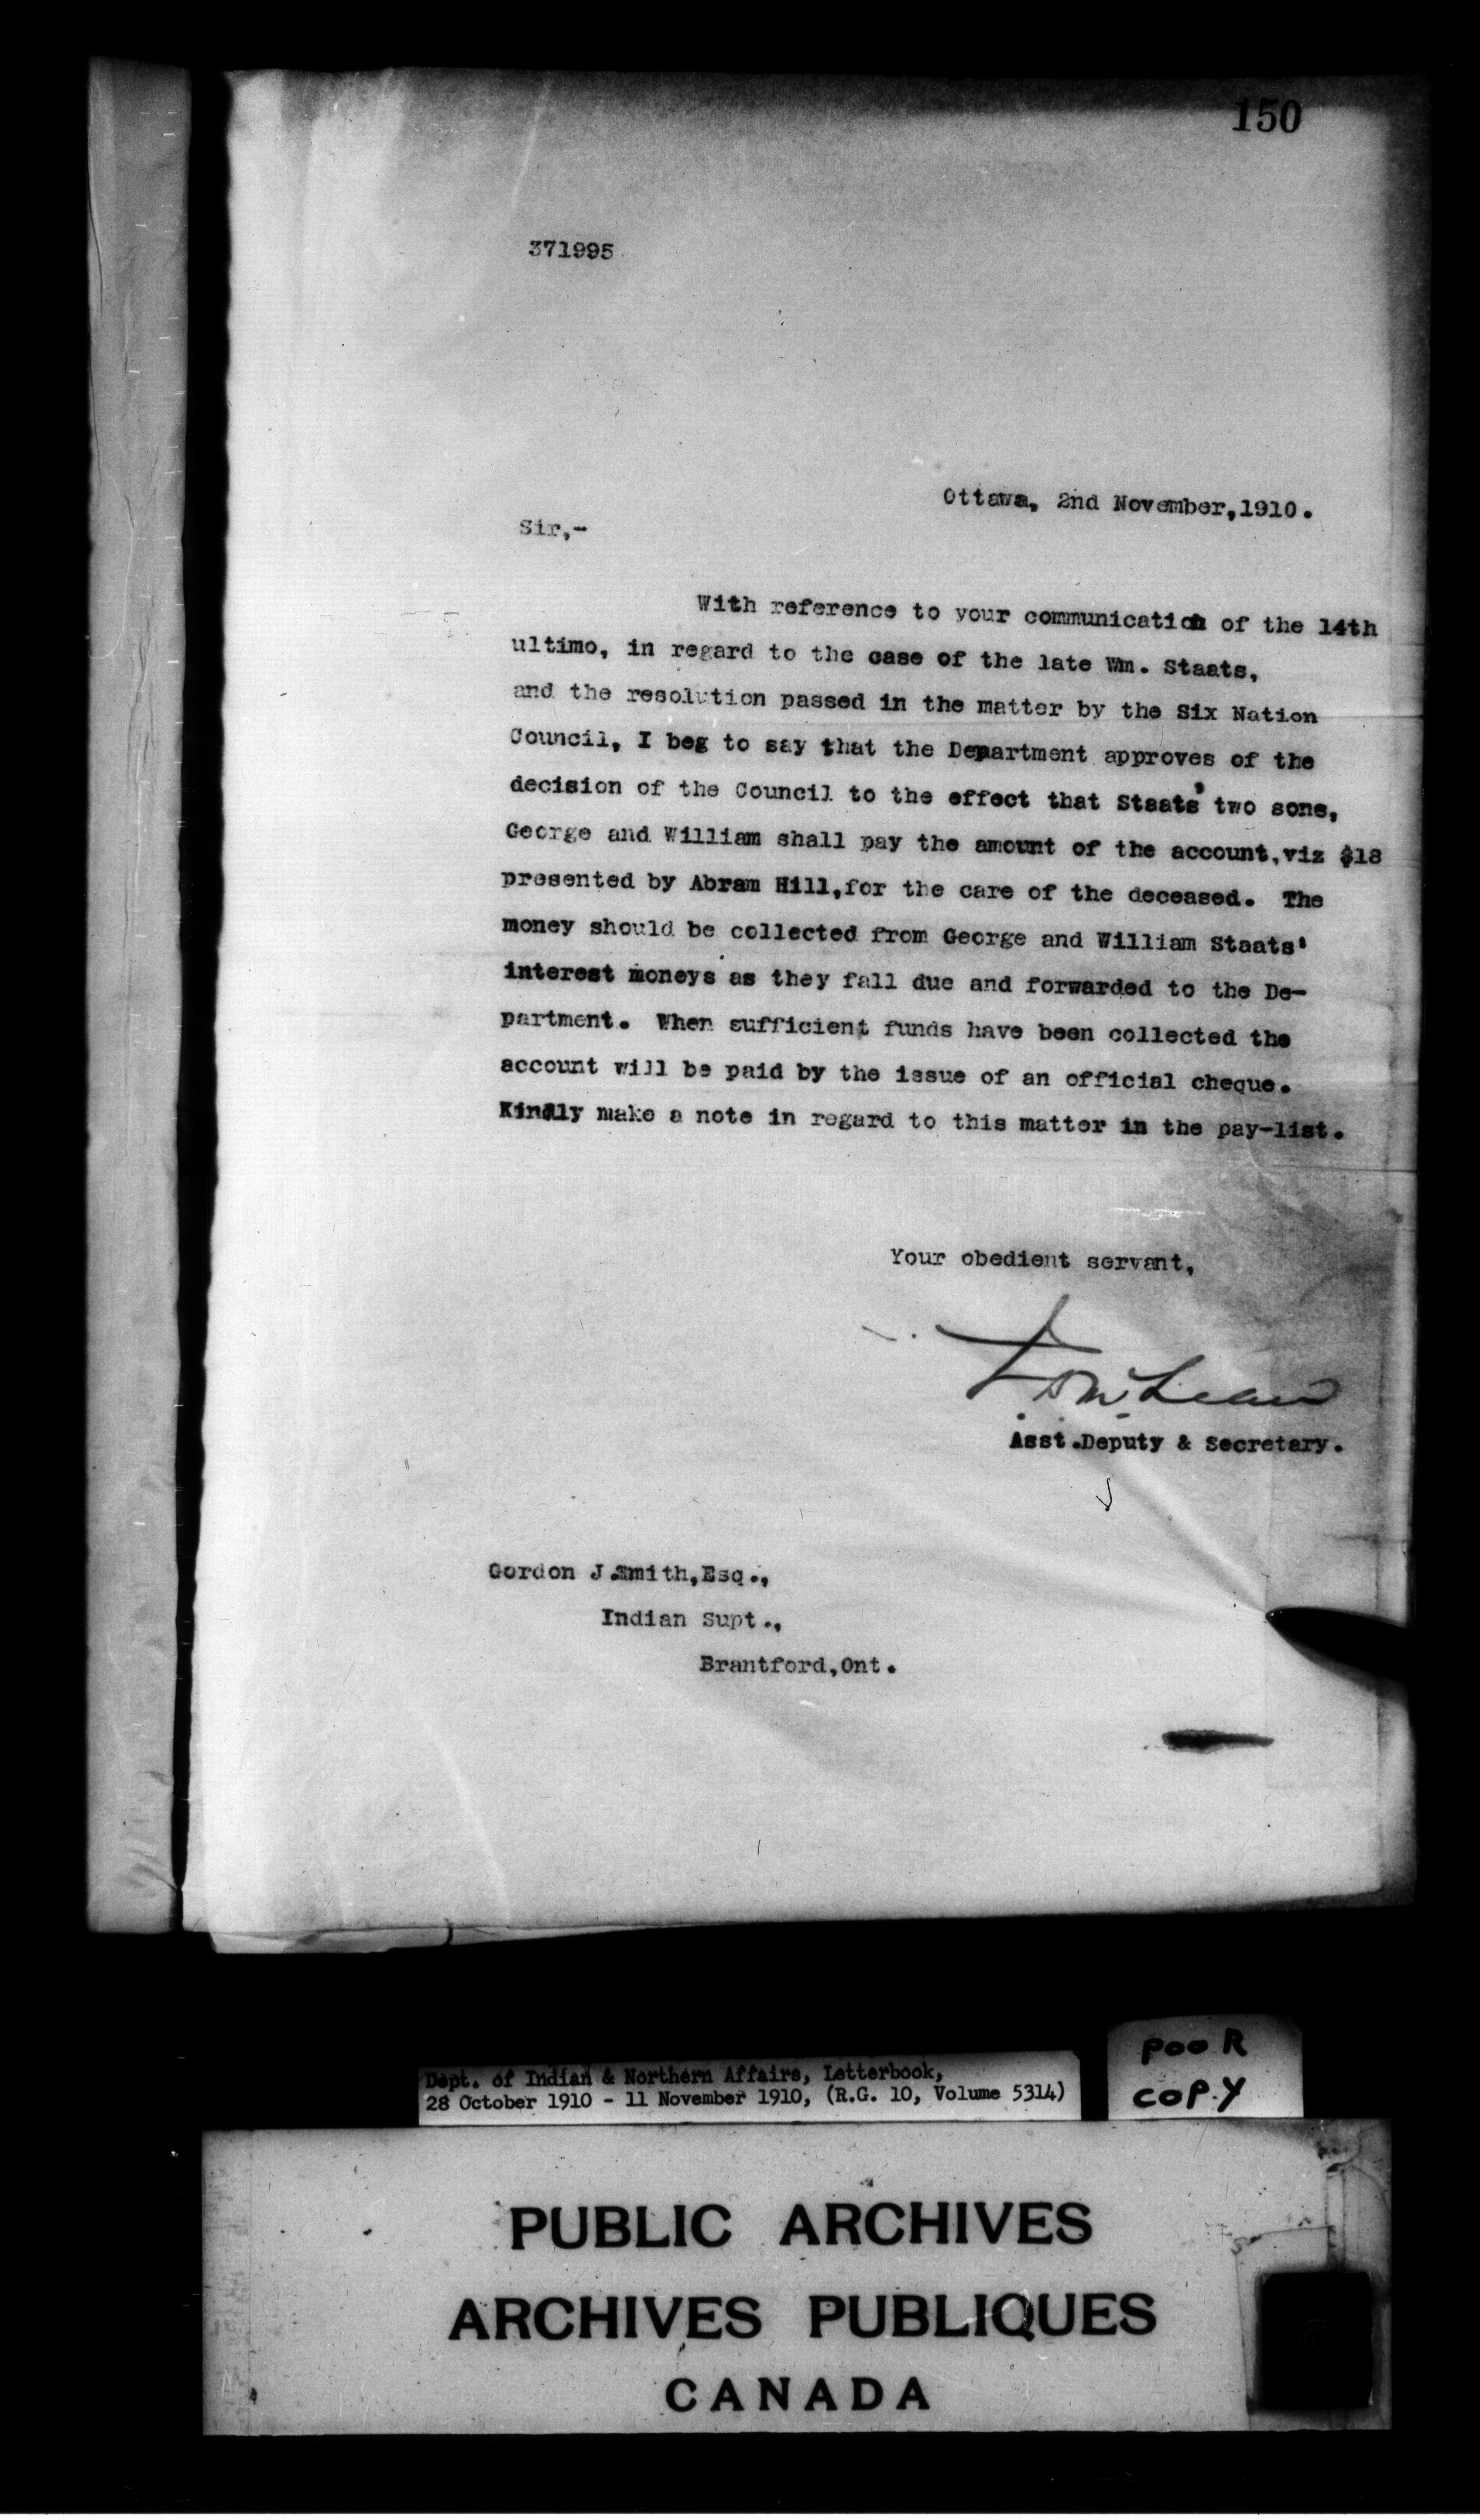 150
371995
Ottawa, 2nd November,1910.
Sir,-
With reference to your communication of the 14th
ultimo, in regard to the case of the late Wm. Staats,
and the resolution passed in the matter by the Six Nation
Council, I beg to say that the Department approves of the
decision of the Council to the effect that Staats' two sons,
George and William shall pay the amount of the account,viz $18
presented by Abram Hill,for the care of the deceased. The
money should be collected from George and William Staats'
interest moneys as they fall due and forwarded to the De-
partment. When sufficient funds have been collected the
account will be paid by the issue of an official cheque.
Kindly make a note in regard to this matter in the pay-list.
Your obedient servant,
Asst.Deputy & Secretary.
Gordon J.Smith,Esq.,
Indian Supt.,
Brantford,Ont.
Dept. of Indian & Northern Affairs, Letterbook,
28 October 1910 - 11 November 1910, (R.G. 10, Volume 5314)
POOR
COPY
PUBLIC ARCHIVES
ARCHIVES PUBLIQUES
CANADA